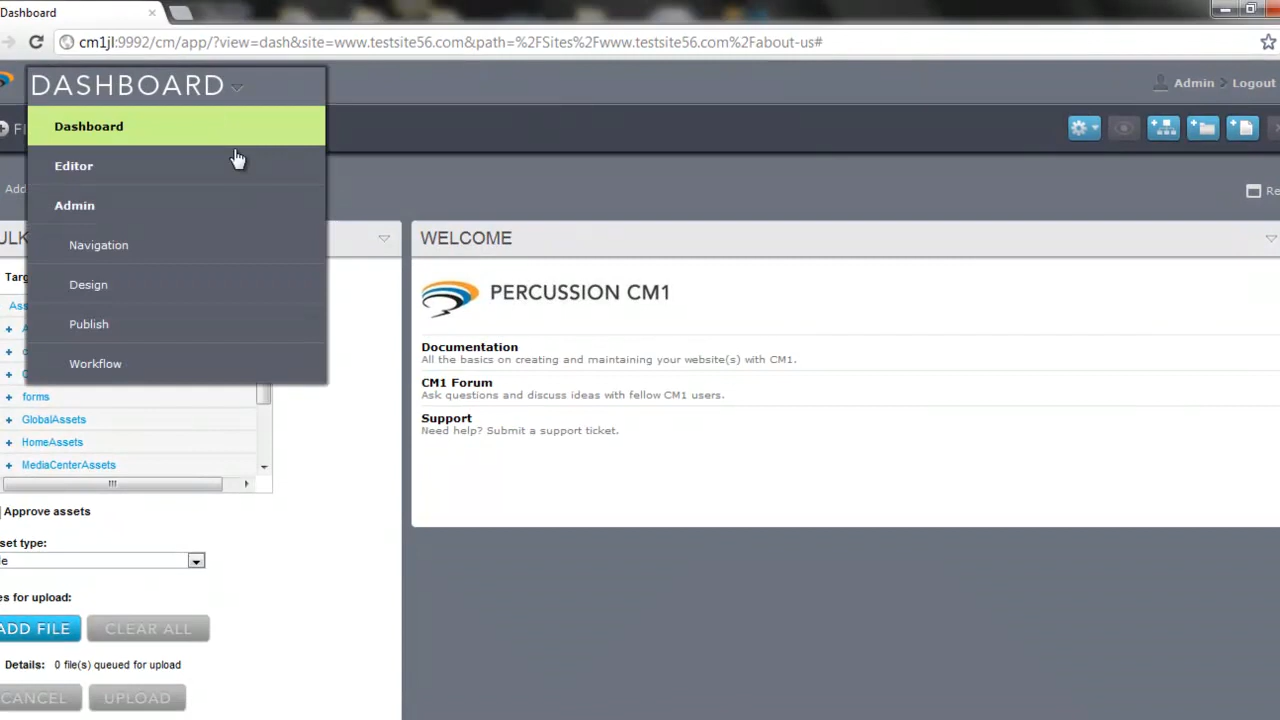 Dashboard
cm1jl:9992/cm/app/?view=dash&site=www.testsite56.com&path=%2FSites%2Fwww.testsite56.com%2Fabout-us#
DASHBOARD
Admin > Logout
Dashboard
Editor
Admin
Navigation
Design
Publish
Workflow
forms
GlobalAssets
HomeAssets
MediaCenterAssets
Approve assets
set type:
es for upload:
ADD FILE
CLEAR ALL
Details: 0 file(s) queued for upload
CANCEL
UPLOAD
WELCOME
PERCUSSION CM1
Documentation
All the basics on creating and maintaining your website(s) with CM1.
CM1 Forum
Ask questions and discuss ideas with fellow CM1 users.
Support
Need help? Submit a support ticket.